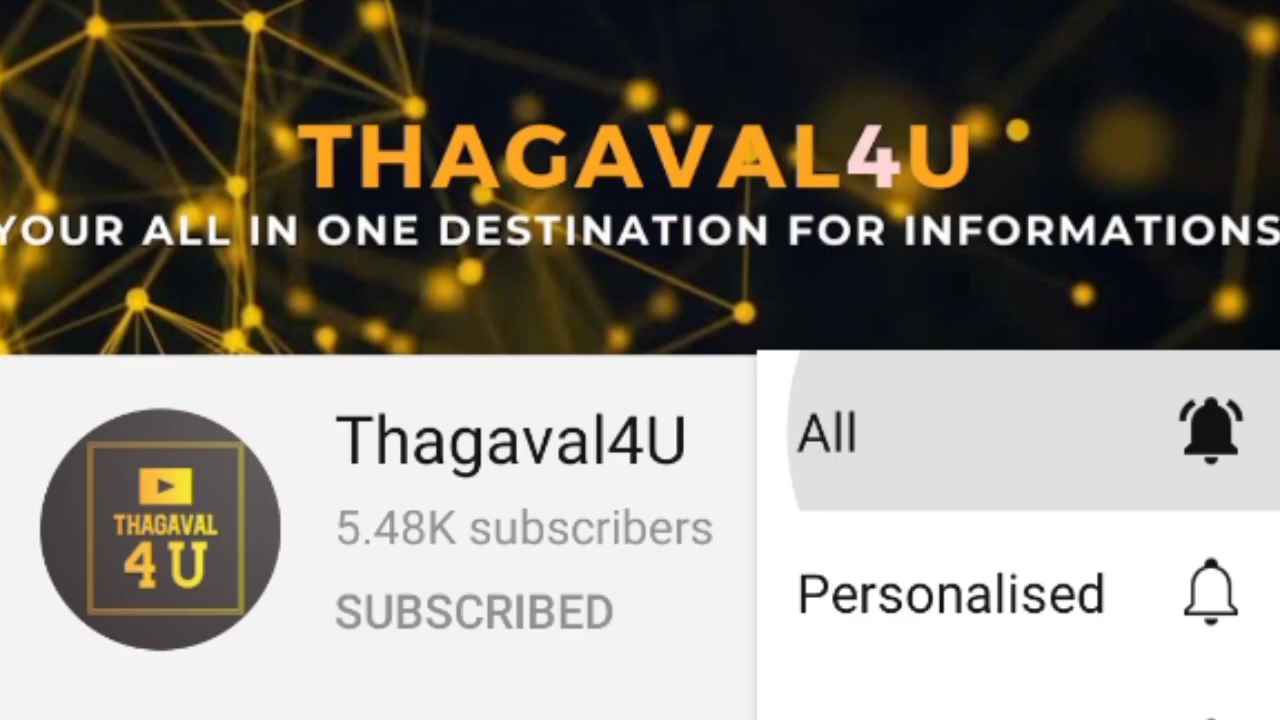 THAGAVAL4U
YOUR ALL IN ONE DESTINATION FOR INFORMATIONS
THAGAVAL
4 U
Thagaval4U
5.48K subscribers
SUBSCRIBED
All
Personalised